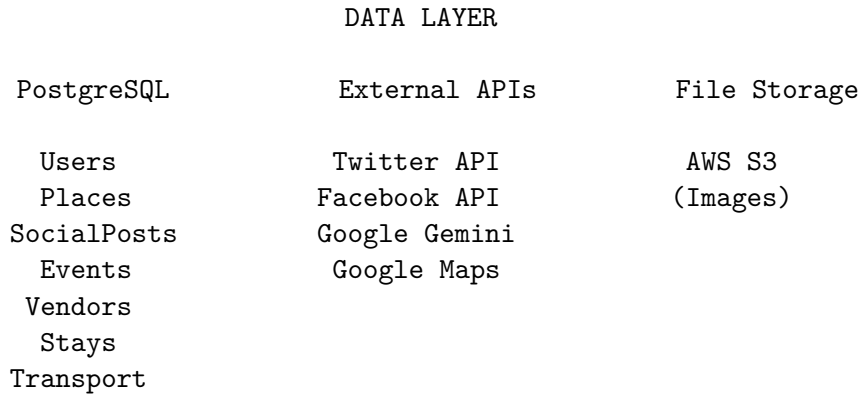 DATA LAYER
PostgreSQL External APIs File Storage
Users Twitter API AWS S3
Places Facebook API (Images)
SocialPosts Google Gemini
Events Google Maps
Vendors
Stays
Transport